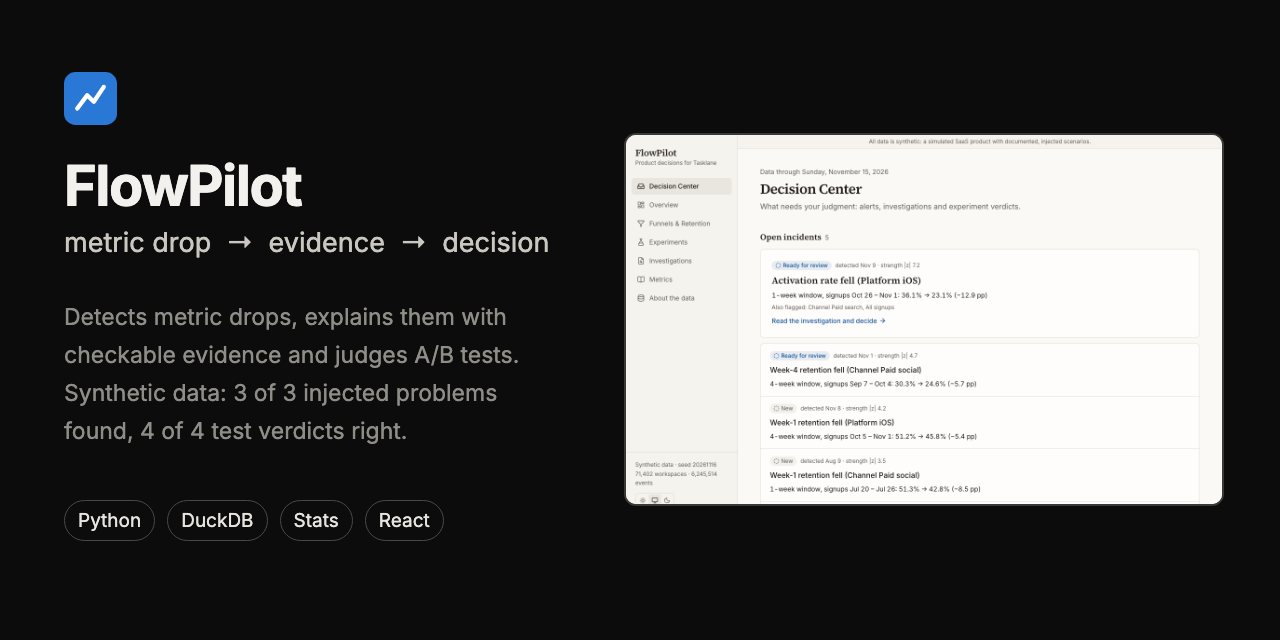 FlowPilot
metric drop → evidence → decision
Detects metric drops, explains them with
checkable evidence and judges A/B tests.
Synthetic data: 3 of 3 injected problems
found, 4 of 4 test verdicts right.
Python
DuckDB
Stats
React
FlowPilot
Product decisions for Tasklane
Decision Center
Overview
Funnels & Retention
Experiments
Investigations
Metrics
About the data
Synthetic data · seed 20261116
71,402 workspaces · 6,245,514
events
All data is synthetic: a simulated SaaS product with documented, injected scenarios.
Data through Sunday, November 15, 2026
Decision Center
What needs your judgment: alerts, investigations and experiment verdicts.
Open incidents 5
Ready for review detected Nov 9 · strength |z| 7.2
Activation rate fell (Platform iOS)
1-week window, signups Oct 26 – Nov 1: 36.1% → 23.1% (−12.9 pp)
Also flagged: Channel Paid search, All signups
Read the investigation and decide →
Ready for review detected Nov 1 · strength |z| 4.7
Week-4 retention fell (Channel Paid social)
4-week window, signups Sep 7 – Oct 4: 30.3% → 24.6% (−5.7 pp)
New detected Nov 8 · strength |z| 4.2
Week-1 retention fell (Platform iOS)
4-week window, signups Oct 5 – Nov 1: 51.2% → 45.8% (−5.4 pp)
New detected Aug 9 · strength |z| 3.5
Week-1 retention fell (Channel Paid social)
1-week window, signups Jul 20 – Jul 26: 51.3% → 42.8% (−8.5 pp)